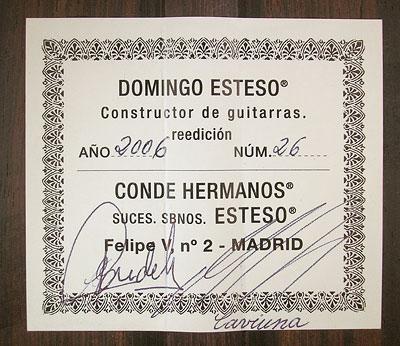 DOMINGO ESTESO®
Constructor de guitarras.
reedición
AÑO 2006 NÚM. 26
CONDE HERMANOS®
SUCES. SBNOS. ESTESO®
Felipe V, nº 2 - MADRID